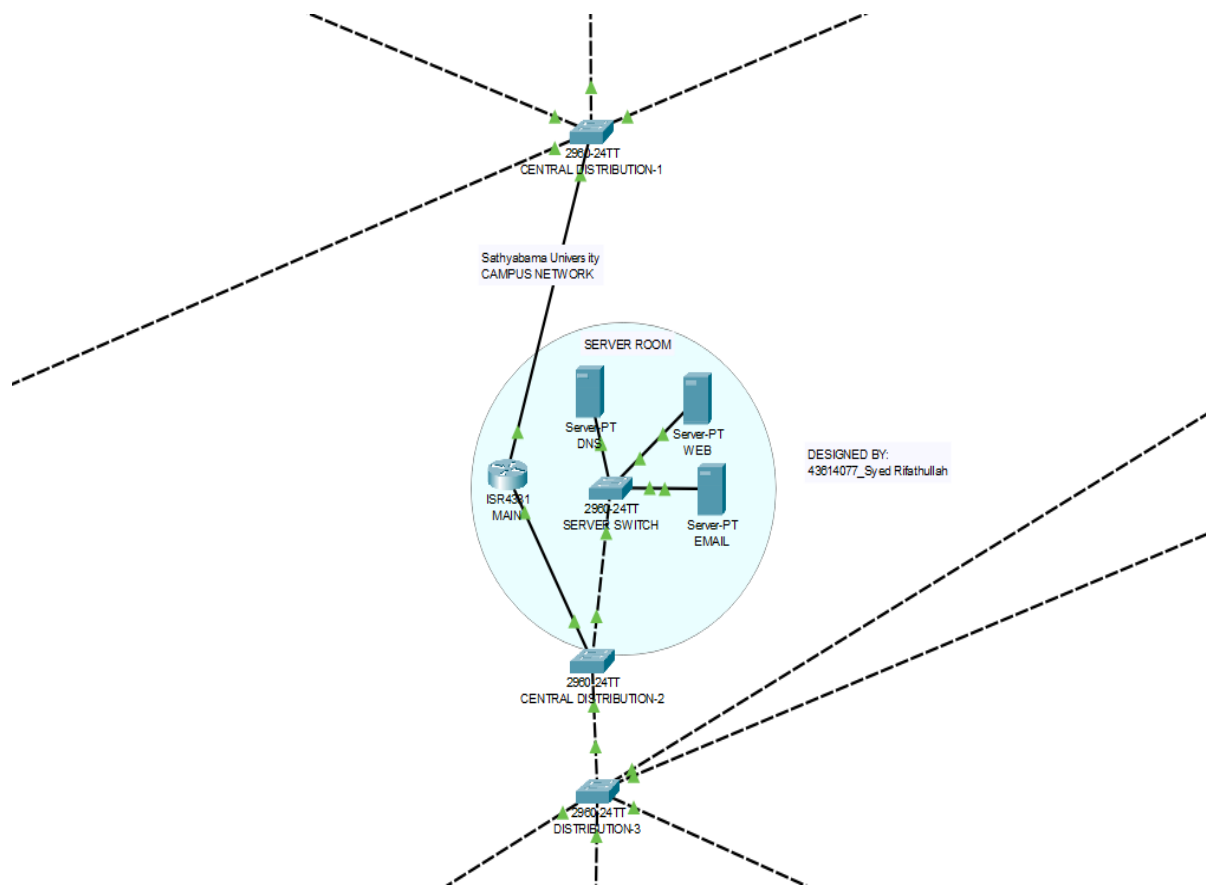 2960-24TT
CENTRAL DISTRIBUTION-1
Sathyabama University
CAMPUS NETWORK
SERVER ROOM
Server-PT
DNS
Server-PT
WEB
DESIGNED BY:
43614077_Syed Rifathullah
ISR4331
MAIN
2960-24TT
SERVER SWITCH
Server-PT
EMAIL
2960-24TT
CENTRAL DISTRIBUTION-2
2960-24TT
DISTRIBUTION-3